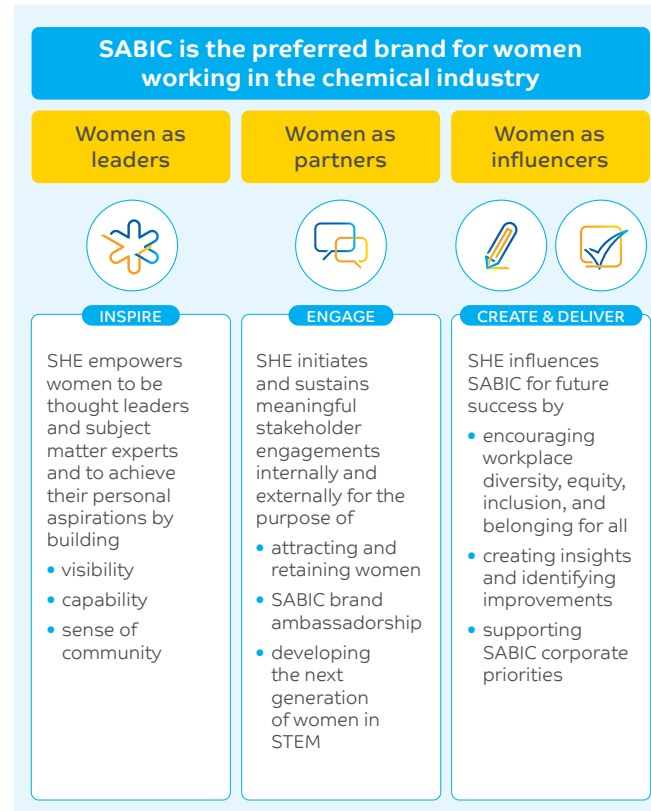 SABIC is the preferred brand for women
working in the chemical industry
Women as
leaders
Women as
partners
Women as
influencers
INSPIRE
SHE empowers
women to be
thought leaders
and subject
matter experts
and to achieve
their personal
aspirations by
building
• visibility
• capability
• sense of
community
ENGAGE
SHE initiates
and sustains
meaningful
stakeholder
engagements
internally and
externally for the
purpose of
• attracting and
retaining women
• SABIC brand
ambassadorship
• developing
the next
generation
of women in
STEM
CREATE & DELIVER
SHE influences
SABIC for future
success by
• encouraging
workplace
diversity, equity,
inclusion, and
belonging for all
• creating insights
and identifying
improvements
• supporting
SABIC corporate
priorities